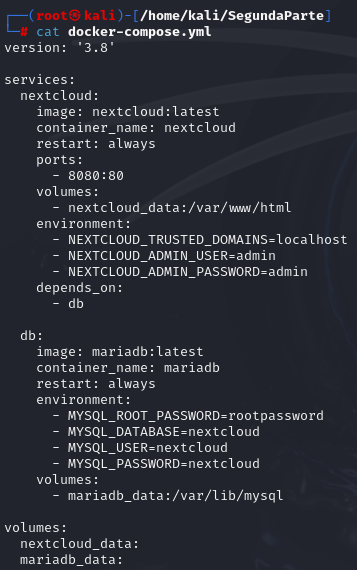 ┌──(root㉿kali)-[/home/kali/SegundaParte]
└─# cat docker-compose.yml
version: '3.8'

services:
  nextcloud:
    image: nextcloud:latest
    container_name: nextcloud
    restart: always
    ports:
      - 8080:80
    volumes:
      - nextcloud_data:/var/www/html
    environment:
      - NEXTCLOUD_TRUSTED_DOMAINS=localhost
      - NEXTCLOUD_ADMIN_USER=admin
      - NEXTCLOUD_ADMIN_PASSWORD=admin
    depends_on:
      - db

  db:
    image: mariadb:latest
    container_name: mariadb
    restart: always
    environment:
      - MYSQL_ROOT_PASSWORD=rootpassword
      - MYSQL_DATABASE=nextcloud
      - MYSQL_USER=nextcloud
      - MYSQL_PASSWORD=nextcloud
    volumes:
      - mariadb_data:/var/lib/mysql

volumes:
  nextcloud_data:
  mariadb_data: